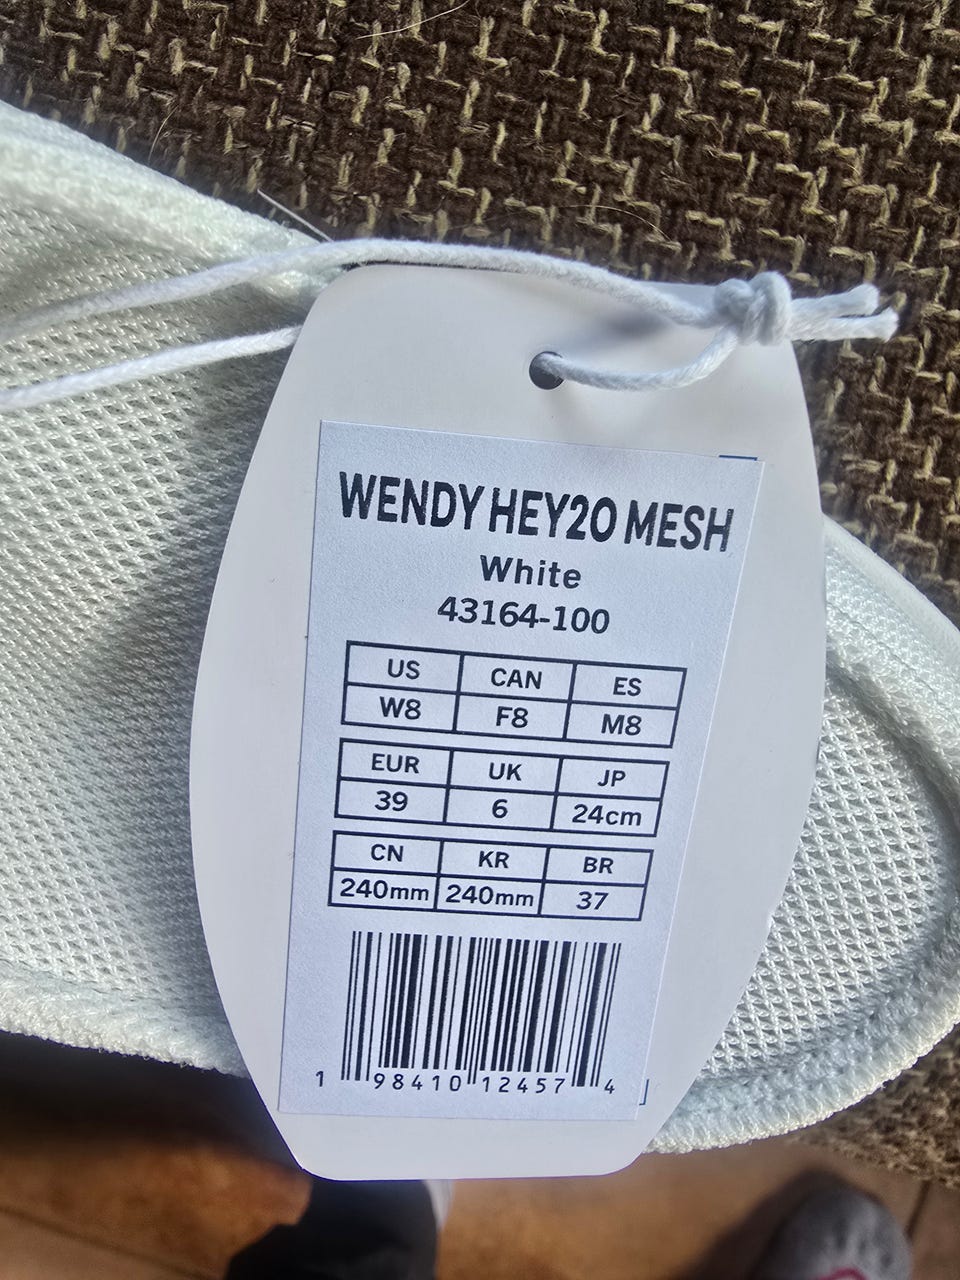 WENDY HEY2O MESH
White
43164-100
US CAN ES
W8 F8 M8
EUR UK JP
39 6 24cm
CN KR BR
240mm 240mm 37
1 98410 12457 4